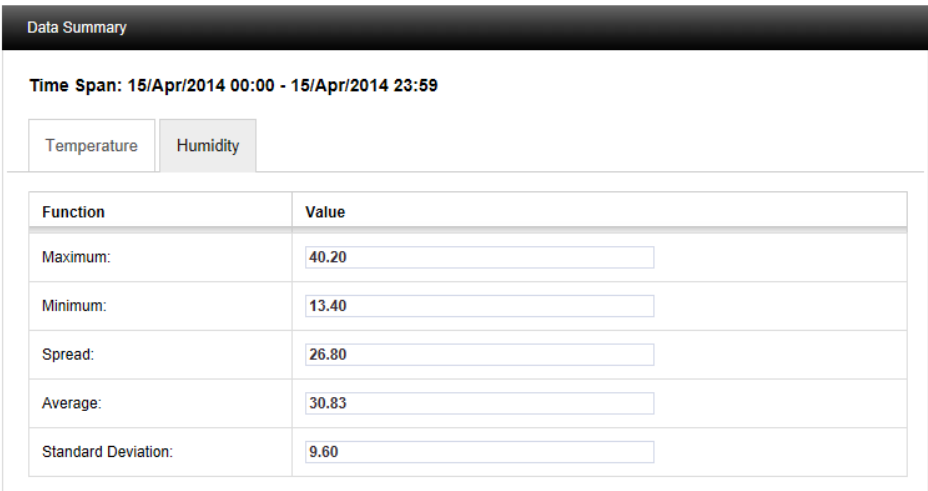 Data Summary
Time Span: 15/Apr/2014 00:00 - 15/Apr/2014 23:59
Temperature Humidity
Function Value
Maximum: 40.20
Minimum: 13.40
Spread: 26.80
Average: 30.83
Standard Deviation: 9.60